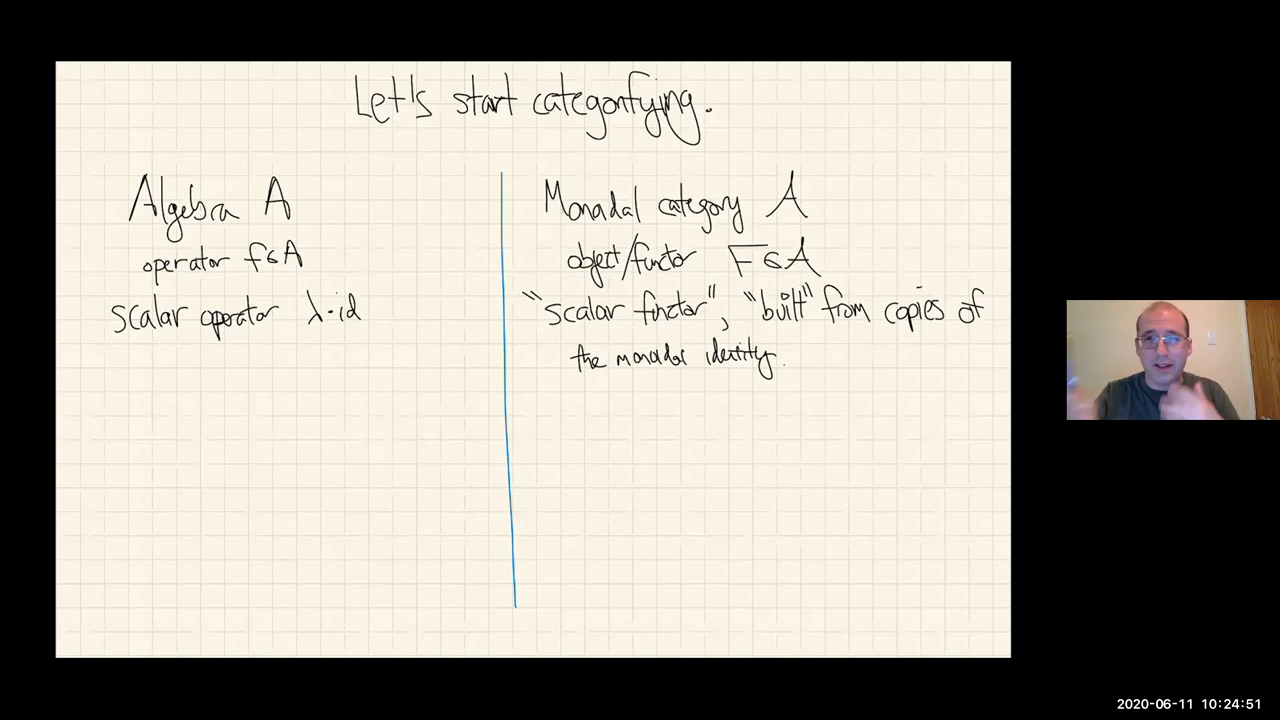 Let's start categorifying.
Algebra A
operator f∈A
scalar operator λ·id
Monoidal category A
object/functor F∈A
"scalar functor", "built" from copies of
the monoidal identity.
2020-06-11 10:24:51